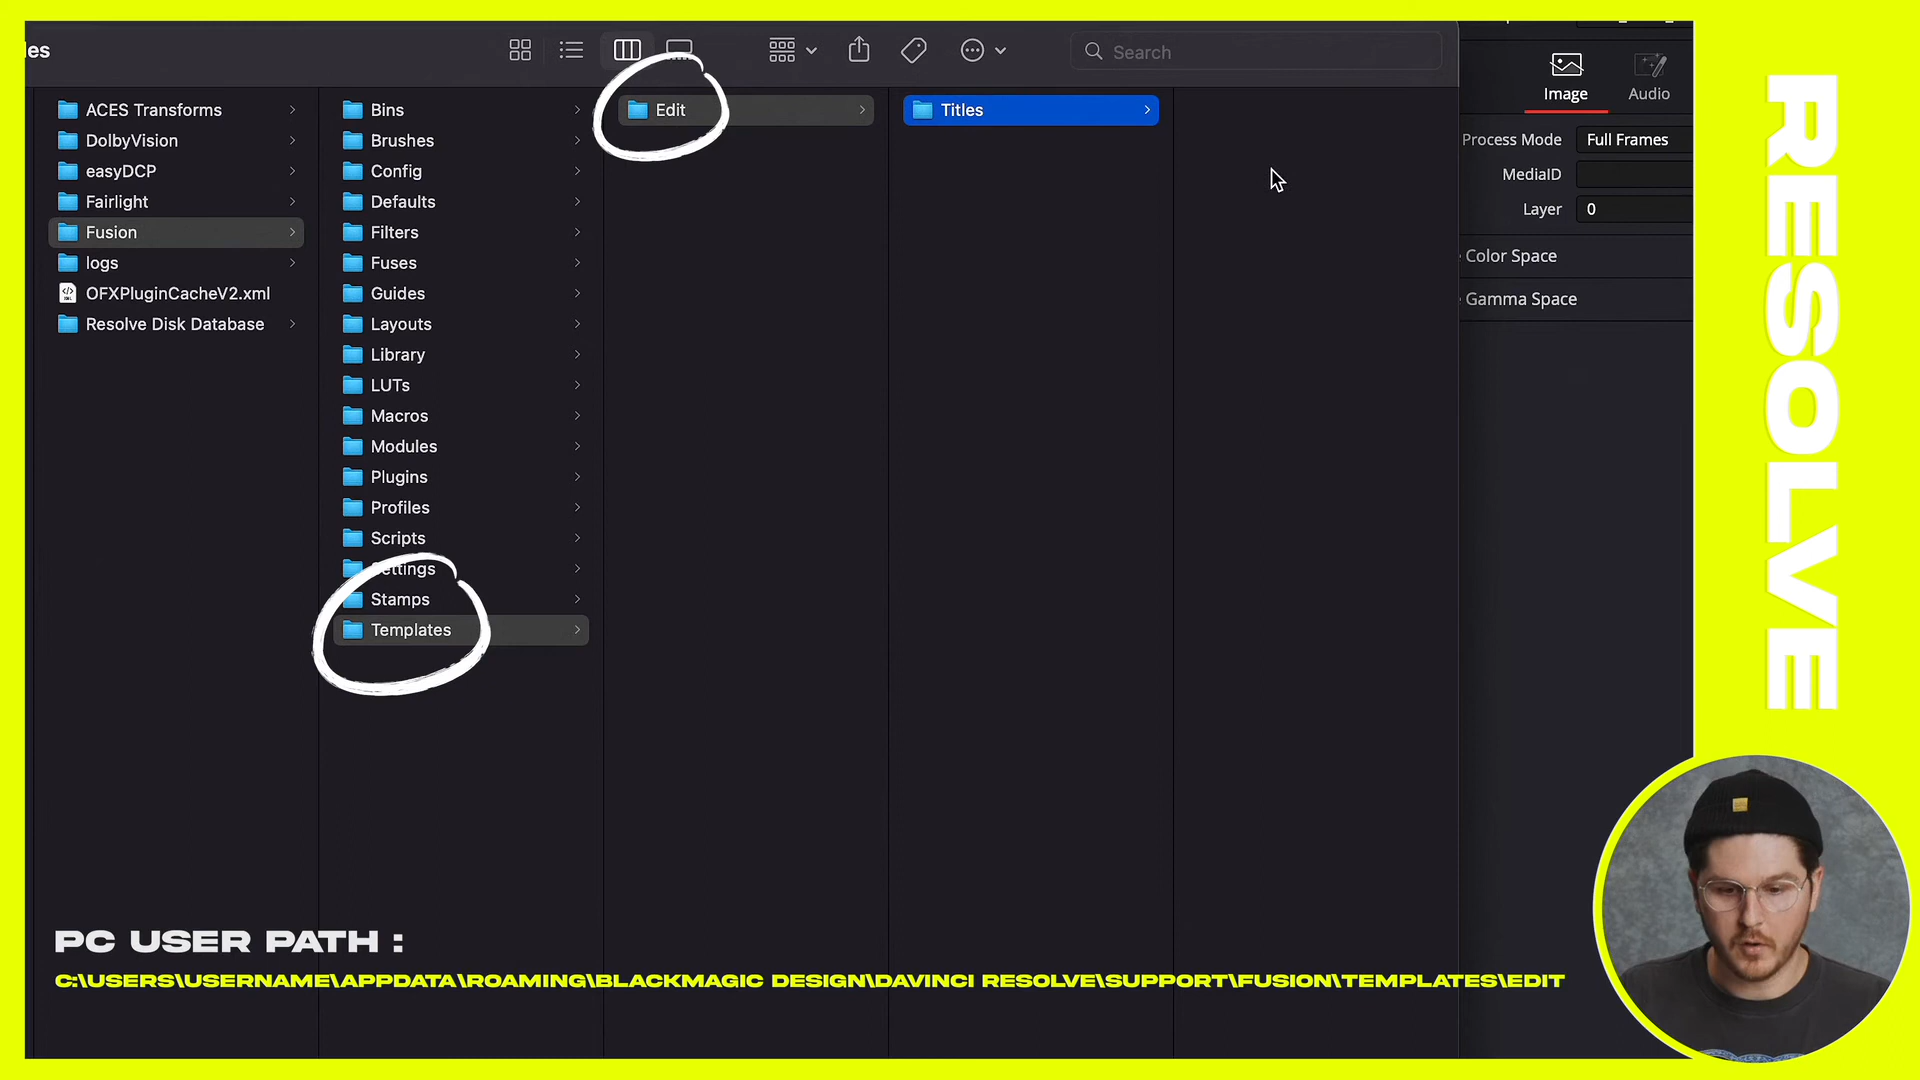 les
Search
ACES Transforms
DolbyVision
easyDCP
Fairlight
Fusion
logs
OFXPluginCacheV2.xml
Resolve Disk Database
Bins
Brushes
Config
Defaults
Filters
Fuses
Guides
Layouts
Library
LUTs
Macros
Modules
Plugins
Profiles
Scripts
Settings
Stamps
Templates
Edit
Titles
Image
Audio
Process Mode Full Frames
MediaID
Layer 0
Color Space
Gamma Space
RESOLVE
PC USER PATH :
C:\USERS\USERNAME\APPDATA\ROAMING\BLACKMAGIC DESIGN\DAVINCI RESOLVE\SUPPORT\FUSION\TEMPLATES\EDIT